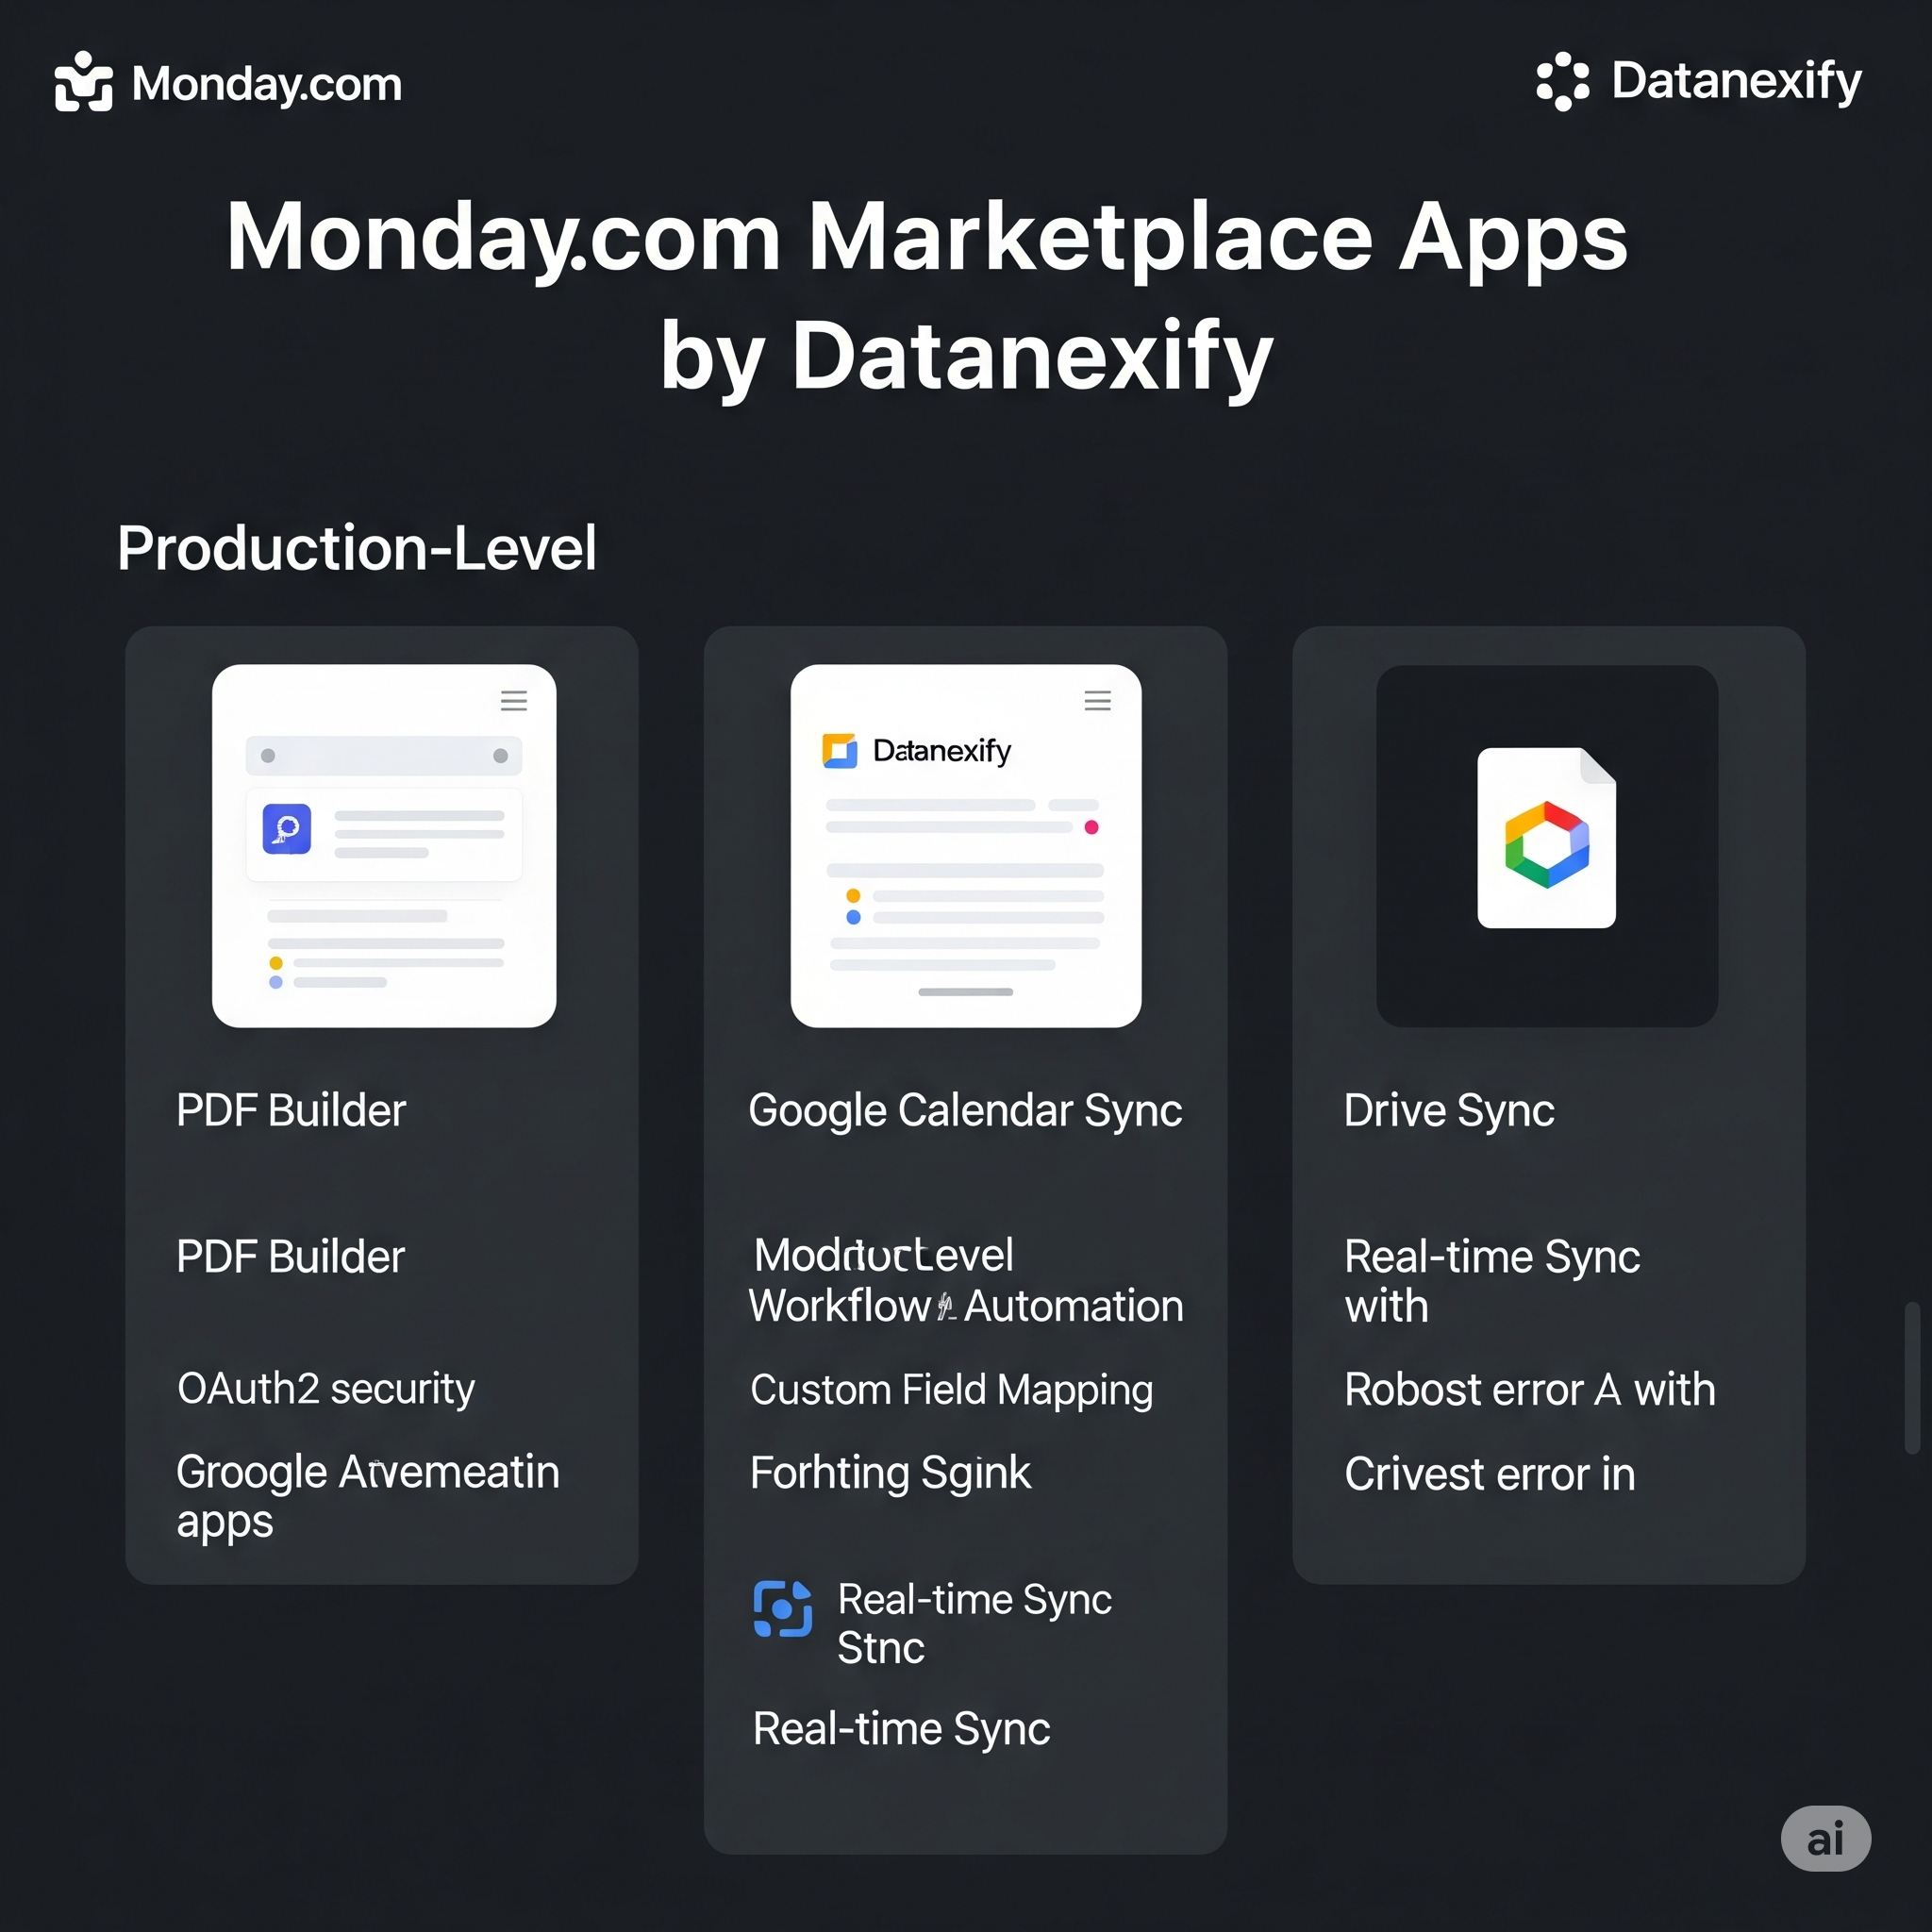 Monday.com
Datanexify
Monday.com Marketplace Apps
by Datanexify
Production-Level
Datanexify
PDF Builder
PDF Builder
OAuth2 security
Groogle
apps
Google Calendar Sync
Level
Workflow Automation
Custom Field Mapping
Forhting Sgink
Real-time Sync
Stnc
Real-time Sync
Drive Sync
Real-time Sync
with
Robost error A with
Crivest error in
ai